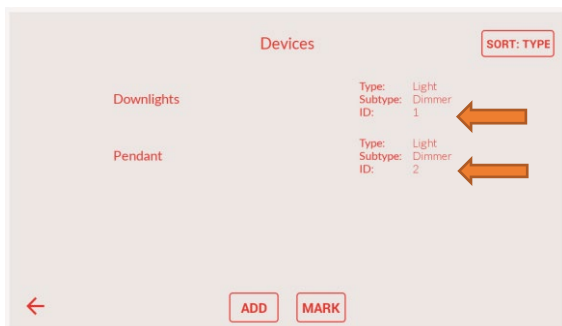 Devices
SORT: TYPE
Downlights
Type: Light
Subtype: Dimmer
ID: 1
Pendant
Type: Light
Subtype: Dimmer
ID: 2
ADD MARK